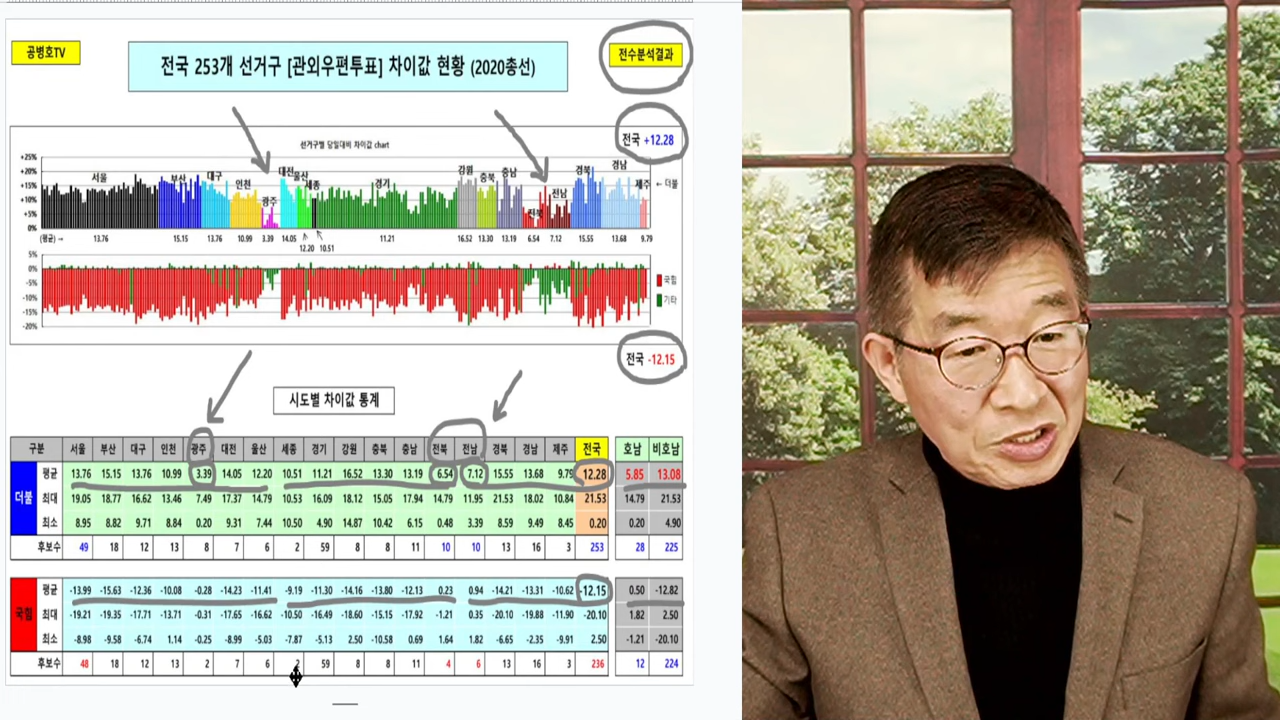 공병호TV
전국 253개 선거구 [관외우편투표] 차이값 현황 (2020총선)
전수분석결과
전국 +12.28
선거구별 당일대비 차이값 chart
+25%
+20%
+15%
+10%
+5%
0%
서울 부산 대구 인천 광주 대전 울산 세종 경기 강원 충북 충남 전북 전남 경북 경남 제주 ← 더불
(평균) → 13.76 15.15 13.76 10.99 3.39 14.05 11.21 16.52 13.30 13.19 6.54 7.12 15.55 13.68 9.79
12.20 10.51
5%
0%
-5%
-10%
-15%
-20%
국힘
기타
전국 -12.15
시도별 차이값 통계
구분 서울 부산 대구 인천 광주 대전 울산 세종 경기 강원 충북 충남 전북 전남 경북 경남 제주 전국 호남 비호남
더불
평균 13.76 15.15 13.76 10.99 3.39 14.05 12.20 10.51 11.21 16.52 13.30 13.19 6.54 7.12 15.55 13.68 9.79 12.28 5.85 13.08
최대 19.05 18.77 16.62 13.46 7.49 17.37 14.79 10.53 16.09 18.12 15.05 17.94 14.79 11.95 21.53 18.02 10.84 21.53 14.79 21.53
최소 8.95 8.82 9.71 8.84 0.20 9.31 7.44 10.50 4.90 14.87 10.42 6.15 0.48 3.39 8.59 9.49 8.45 0.20 0.20 4.90
후보수 49 18 12 13 8 7 6 2 59 8 8 11 10 10 13 16 3 253 28 225
국힘
평균 -13.99 -15.63 -12.36 -10.08 -0.28 -14.23 -11.41 -9.19 -11.30 -14.16 -13.80 -12.13 0.23 0.94 -14.21 -13.31 -10.62 -12.15 0.50 -12.82
최대 -19.21 -19.35 -17.71 -13.71 -0.31 -17.65 -16.62 -10.50 -16.49 -18.60 -15.15 -17.92 -1.21 0.35 -20.10 -19.88 -11.90 -20.10 1.82 2.50
최소 -8.98 -9.58 -6.74 1.14 -0.25 -8.99 -5.03 -7.87 -5.13 2.50 -10.58 0.69 1.64 1.82 -6.65 -2.35 -9.91 2.50 -1.21 -20.10
후보수 48 18 12 13 2 7 6 2 59 8 8 11 4 6 13 16 3 236 12 224